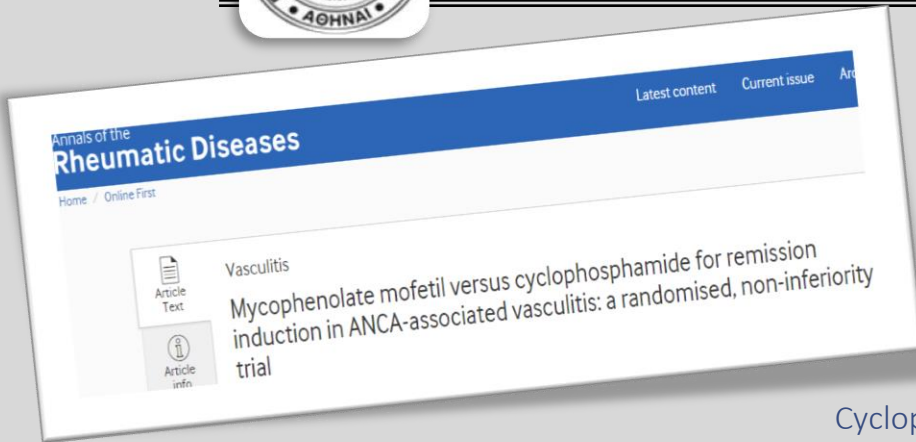 ΑΘΗΝΑΙ
Annals of the
Rheumatic Diseases
Latest content Current issue
Home / Online First
Article
Text
Vasculitis
Mycophenolate mofetil versus cyclophosphamide for remission
induction in ANCA-associated vasculitis: a randomised, non-inferiority
trial
Article
info
Cyclop